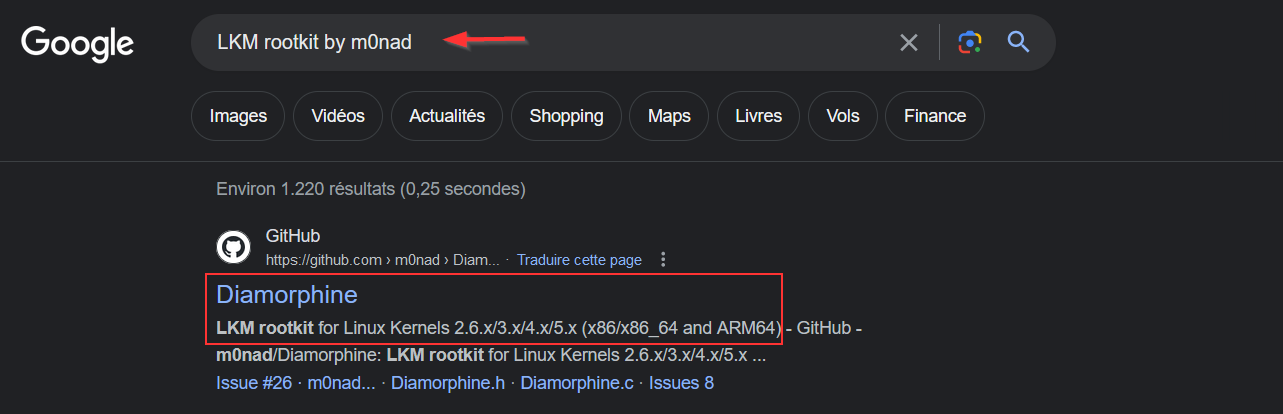 Google
LKM rootkit by m0nad
Images Vidéos Actualités Shopping Maps Livres Vols Finance
Environ 1.220 résultats (0,25 secondes)
GitHub
https://github.com › m0nad › Diam... · Traduire cette page
Diamorphine
LKM rootkit for Linux Kernels 2.6.x/3.x/4.x/5.x (x86/x86_64 and ARM64) - GitHub -
m0nad/Diamorphine: LKM rootkit for Linux Kernels 2.6.x/3.x/4.x/5.x ...
Issue #26 · m0nad... · Diamorphine.h · Diamorphine.c · Issues 8